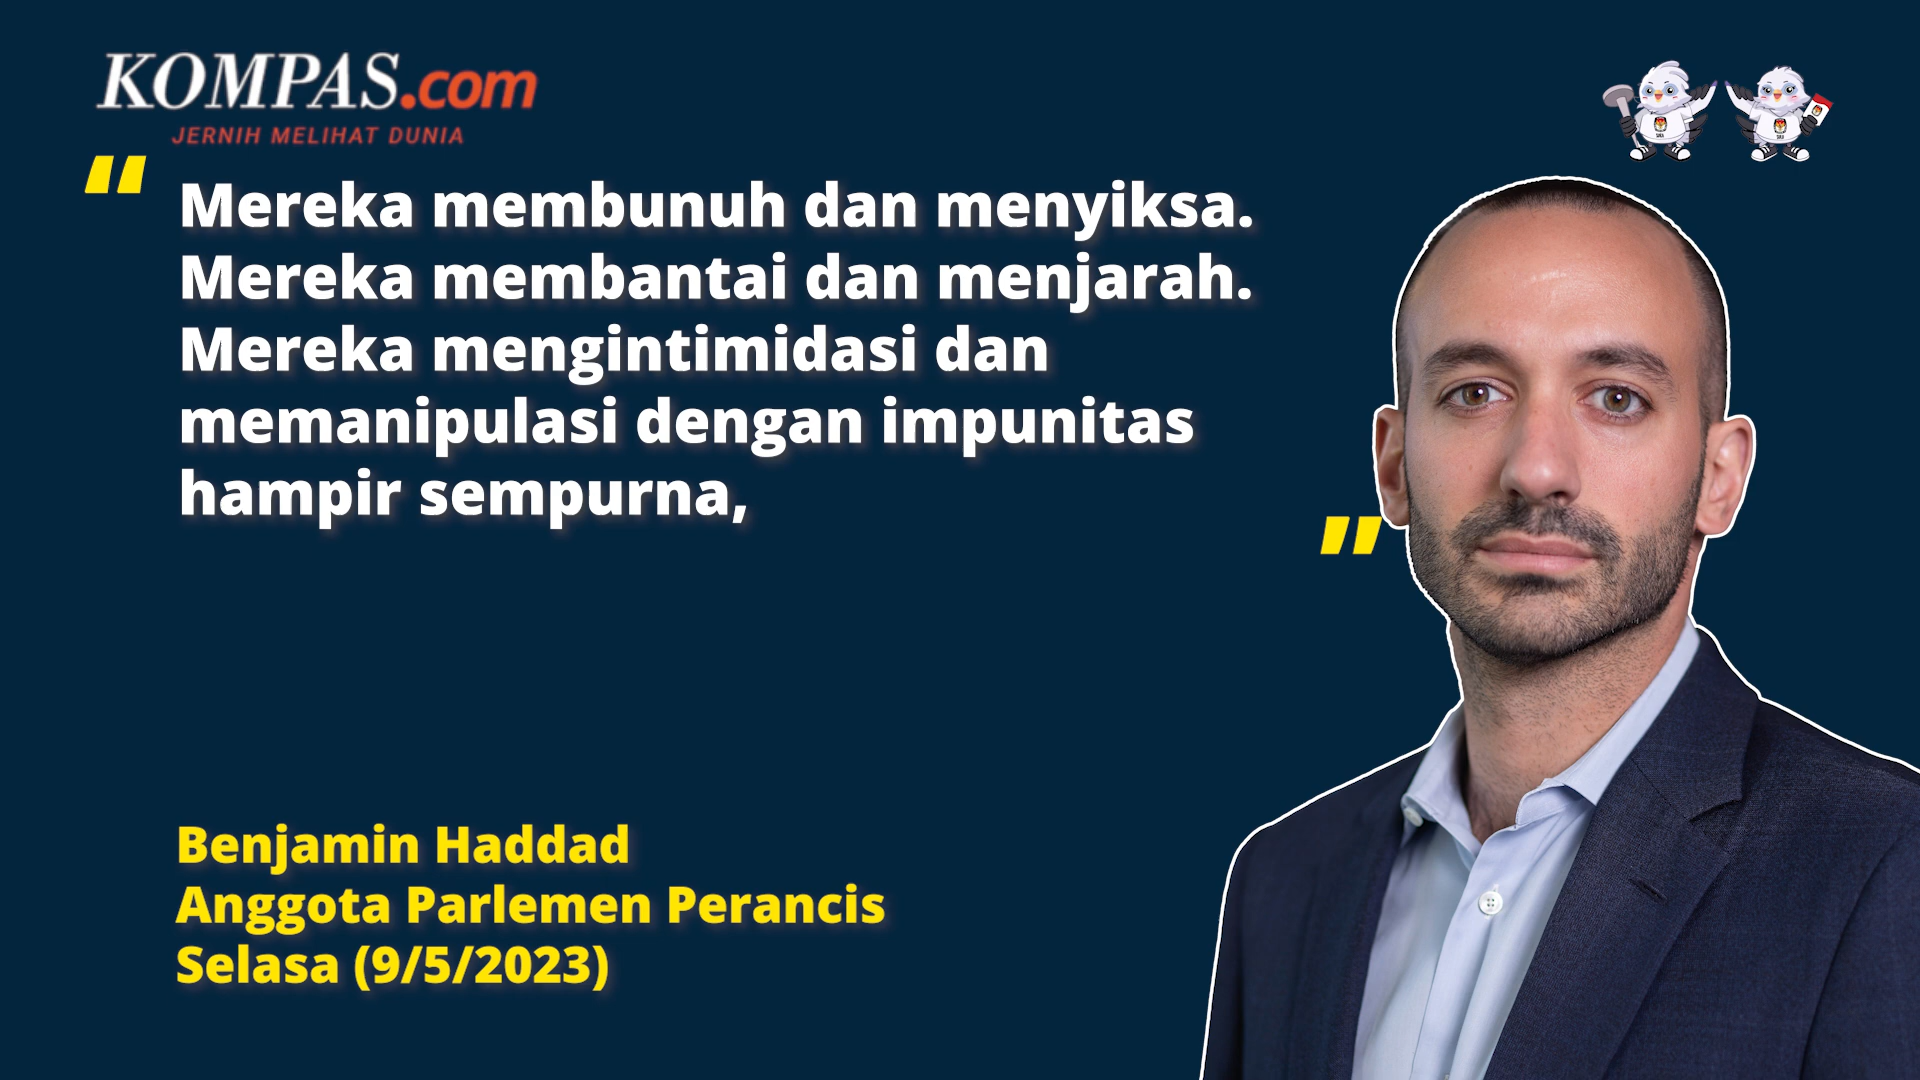 KOMPAS.com
JERNIH MELIHAT DUNIA
“
Mereka membunuh dan menyiksa.
Mereka membantai dan menjarah.
Mereka mengintimidasi dan
memanipulasi dengan impunitas
hampir sempurna,
”
Benjamin Haddad
Anggota Parlemen Perancis
Selasa (9/5/2023)